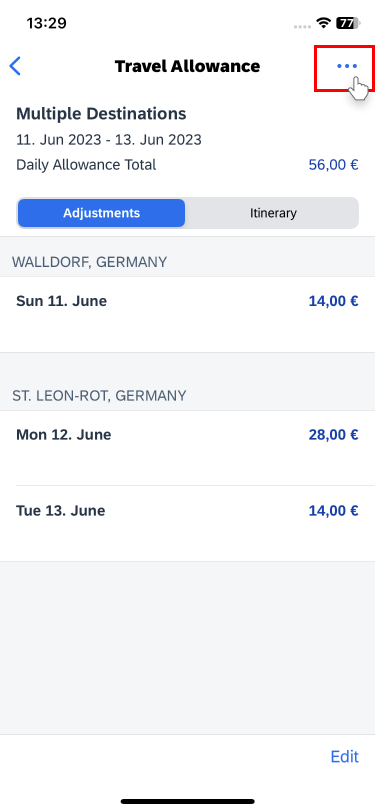 13:29
77
Travel Allowance
Multiple Destinations
11. Jun 2023 - 13. Jun 2023
Daily Allowance Total 56,00 €
Adjustments Itinerary
WALLDORF, GERMANY
Sun 11. June 14,00 €
ST. LEON-ROT, GERMANY
Mon 12. June 28,00 €
Tue 13. June 14,00 €
Edit